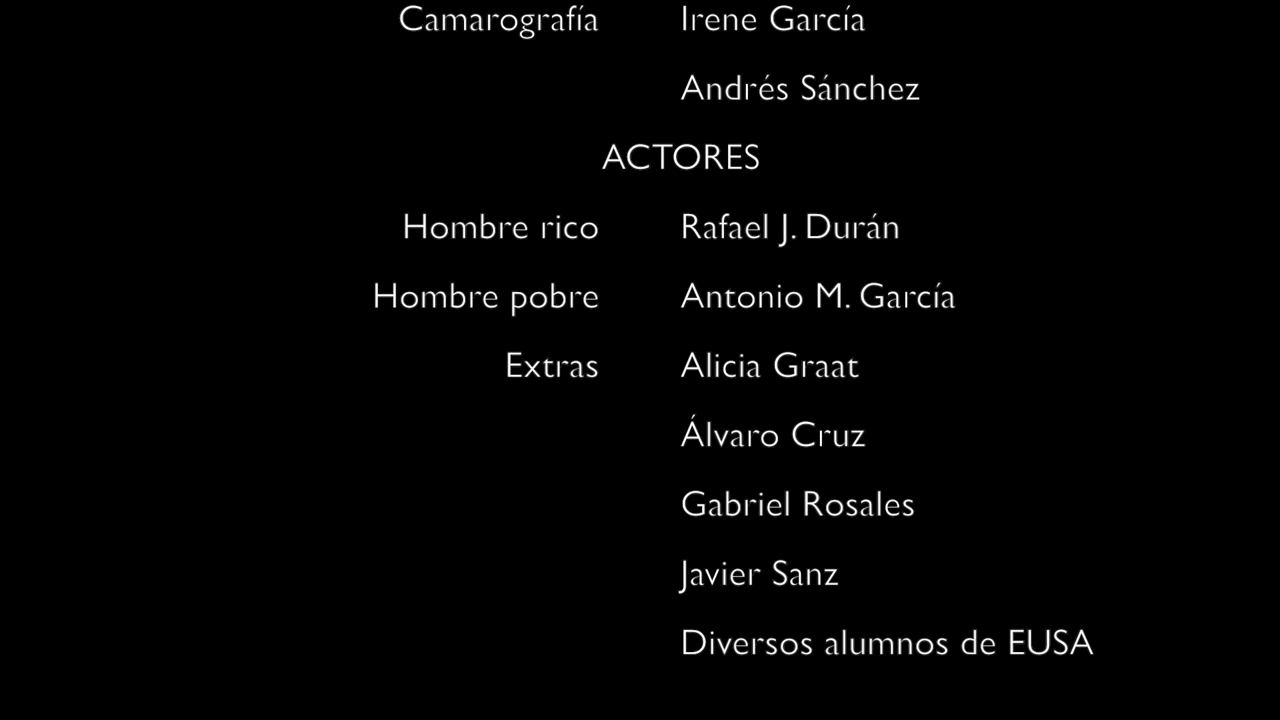 Camarografía Irene García
Andrés Sánchez
ACTORES
Hombre rico Rafael J. Durán
Hombre pobre Antonio M. García
Extras Alicia Graat
Álvaro Cruz
Gabriel Rosales
Javier Sanz
Diversos alumnos de EUSA